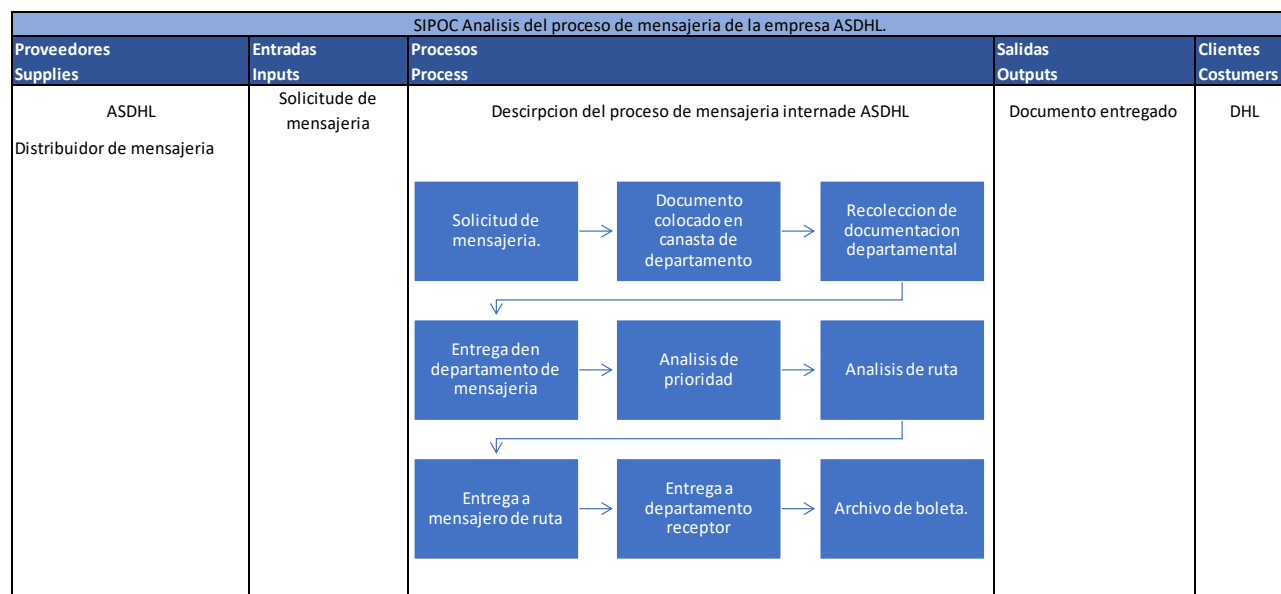 SIPOC Analisis del proceso de mensajeria de la empresa ASDHL.
Proveedores
Supplies
Entradas
Inputs
Procesos
Process
Salidas
Outputs
Clientes
Costumers
ASDHL
Distribuidor de mensajeria
Solicitude de
mensajeria
Descirpcion del proceso de mensajeria internade ASDHL
Documento entregado
DHL
Solicitud de
mensajeria.
Documento
colocado en
canasta de
departamento
Recoleccion de
documentacion
departamental
Entrega den
departamento de
mensajeria
Analisis de
prioridad
Analisis de ruta
Entrega a
mensajero de ruta
Entrega a
departamento
receptor
Archivo de boleta.